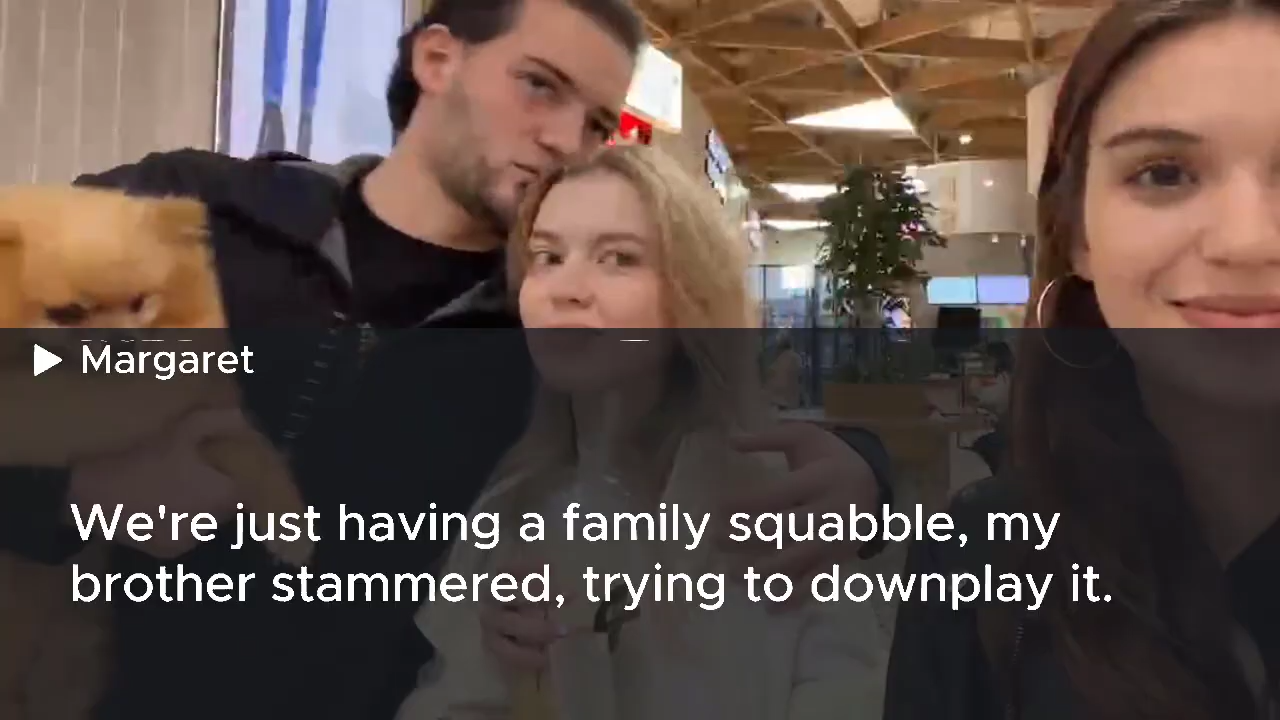 Margaret
We're just having a family squabble, my
brother stammered, trying to downplay it.